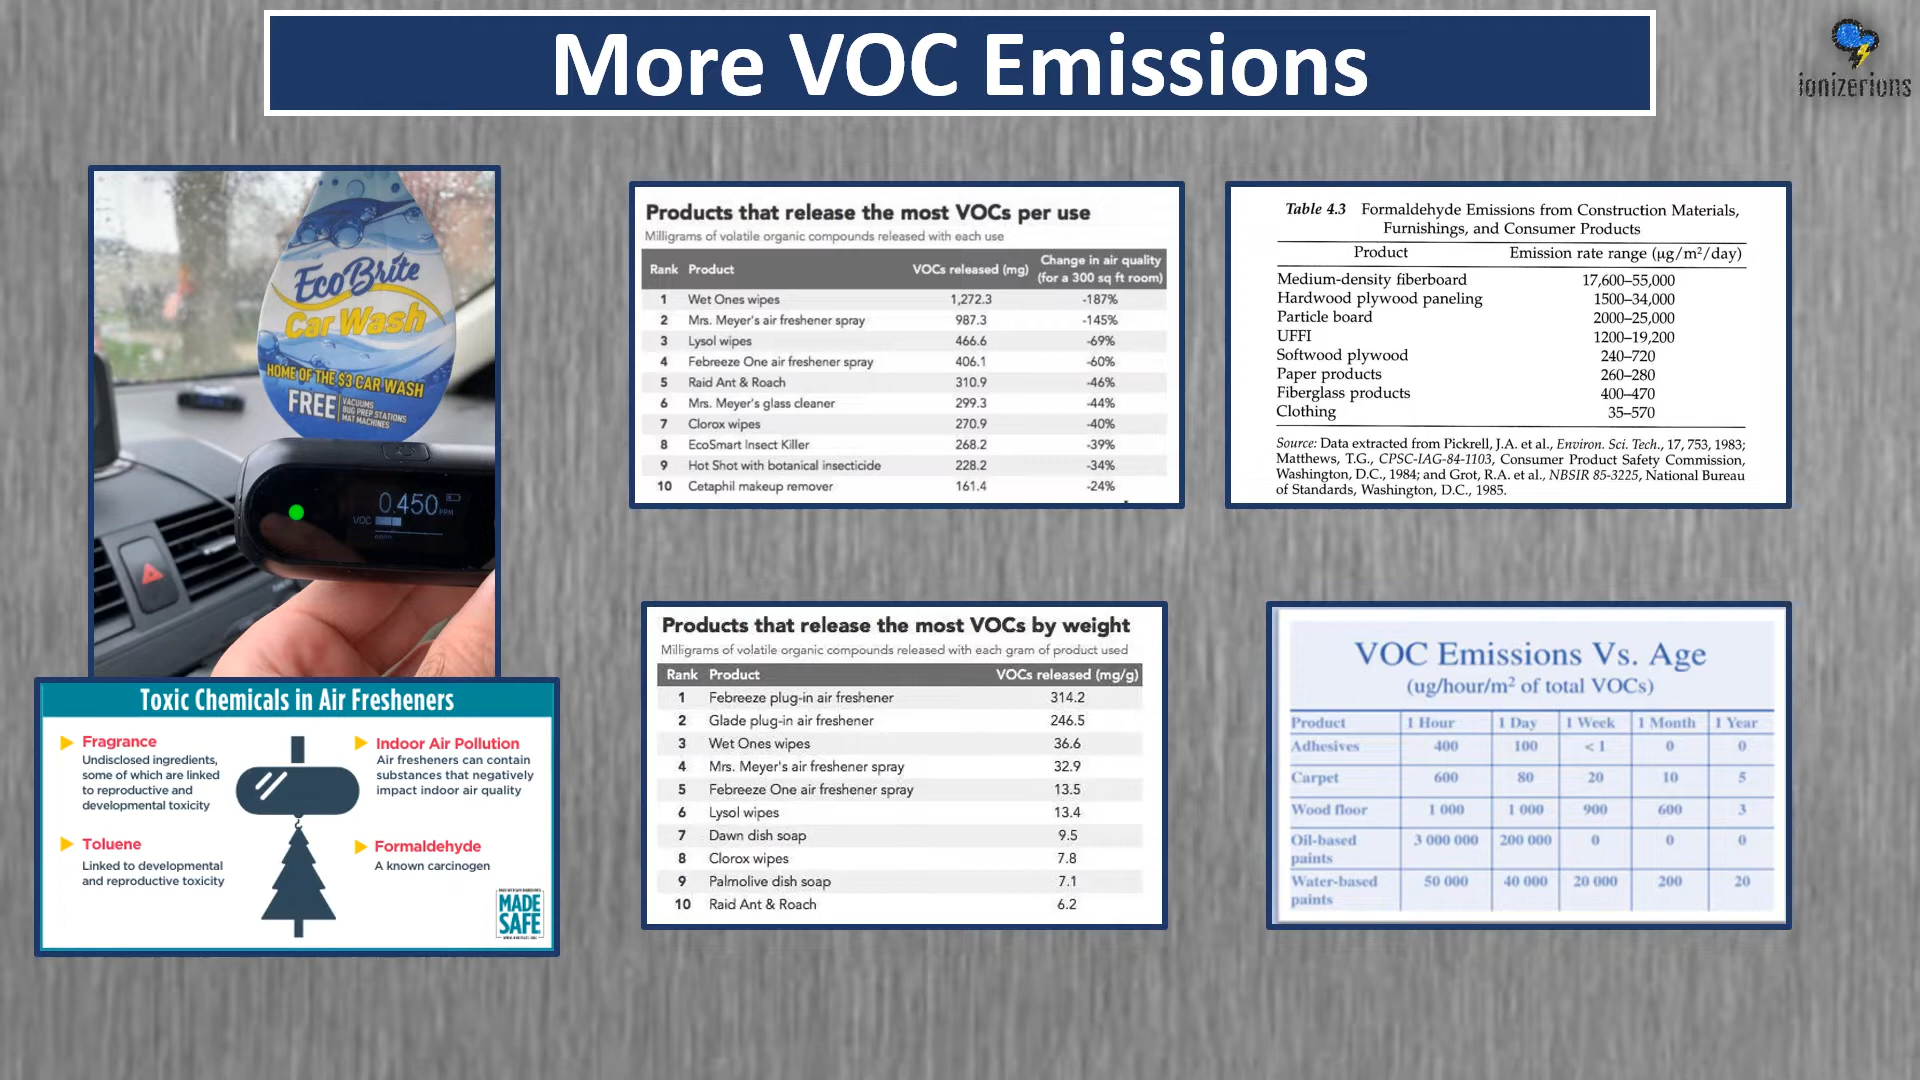 More VOC Emissions
ionizerions
EcoBrite
Car Wash
HOME OF THE $3 CAR WASH
FREE
VACUUMS
BUG PREP STATIONS
MAT MACHINES
0.450 PPM
VOC
Toxic Chemicals in Air Fresheners
Fragrance
Undisclosed ingredients,
some of which are linked
to reproductive and
developmental toxicity
Indoor Air Pollution
Air fresheners can contain
substances that negatively
impact indoor air quality
Toluene
Linked to developmental
and reproductive toxicity
Formaldehyde
A known carcinogen
MADE
SAFE
Products that release the most VOCs per use
Milligrams of volatile organic compounds released with each use
Rank Product VOCs released (mg) Change in air quality (for a 300 sq ft room)
1 Wet Ones wipes 1,272.3 -187%
2 Mrs. Meyer's air freshener spray 987.3 -145%
3 Lysol wipes 466.6 -69%
4 Febreeze One air freshener spray 406.1 -60%
5 Raid Ant & Roach 310.9 -46%
6 Mrs. Meyer's glass cleaner 299.3 -44%
7 Clorox wipes 270.9 -40%
8 EcoSmart Insect Killer 268.2 -39%
9 Hot Shot with botanical insecticide 228.2 -34%
10 Cetaphil makeup remover 161.4 -24%
Table 4.3 Formaldehyde Emissions from Construction Materials,
Furnishings, and Consumer Products
Product Emission rate range (µg/m²/day)
Medium-density fiberboard 17,600–55,000
Hardwood plywood paneling 1500–34,000
Particle board 2000–25,000
UFFI 1200–19,200
Softwood plywood 240–720
Paper products 260–280
Fiberglass products 400–470
Clothing 35–570
Source: Data extracted from Pickrell, J.A. et al., Environ. Sci. Tech., 17, 753, 1983;
Matthews, T.G., CPSC-IAG-84-1103, Consumer Product Safety Commission,
Washington, D.C., 1984; and Grot, R.A. et al., NBSIR 85-3225, National Bureau
of Standards, Washington, D.C., 1985.
Products that release the most VOCs by weight
Milligrams of volatile organic compounds released with each gram of product used
Rank Product VOCs released (mg/g)
1 Febreeze plug-in air freshener 314.2
2 Glade plug-in air freshener 246.5
3 Wet Ones wipes 36.6
4 Mrs. Meyer's air freshener spray 32.9
5 Febreeze One air freshener spray 13.5
6 Lysol wipes 13.4
7 Dawn dish soap 9.5
8 Clorox wipes 7.8
9 Palmolive dish soap 7.1
10 Raid Ant & Roach 6.2
VOC Emissions Vs. Age
(ug/hour/m² of total VOCs)
Product 1 Hour 1 Day 1 Week 1 Month 1 Year
Adhesives 400 100 <1 0 0
Carpet 600 80 20 10 5
Wood floor 1 000 1 000 900 600 3
Oil-based paints 3 000 000 200 000 0 0 0
Water-based paints 50 000 40 000 20 000 200 20